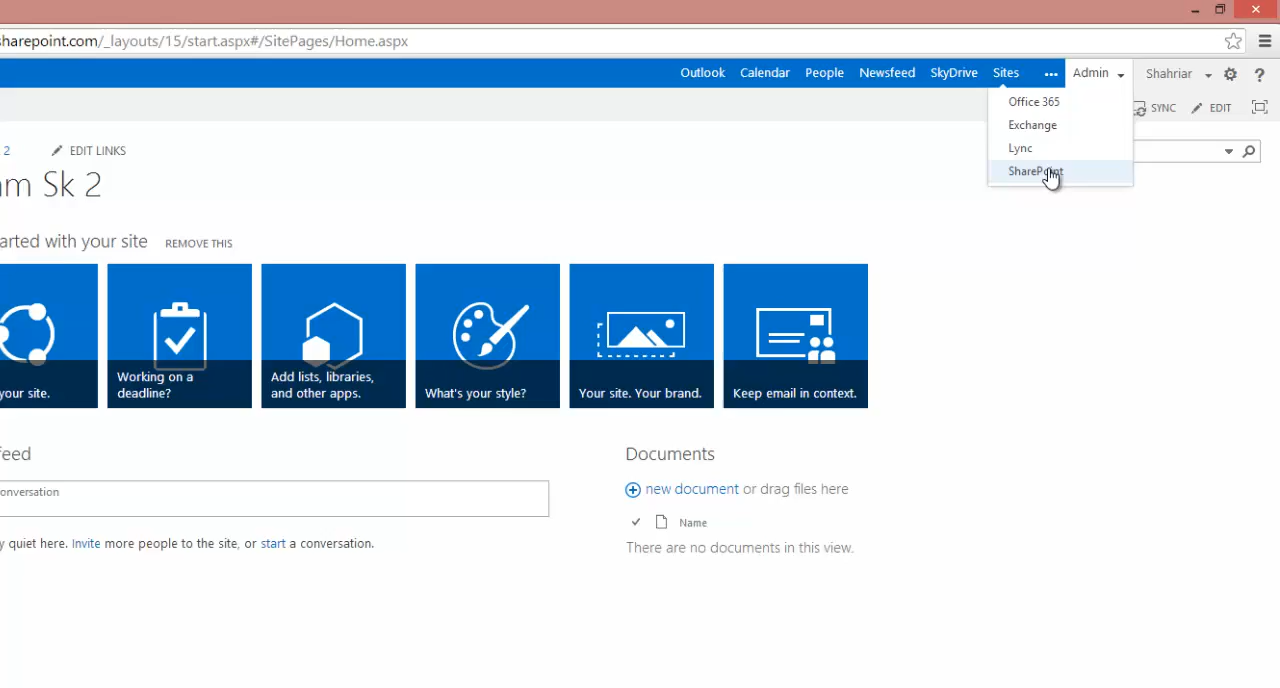 sharepoint.com/_layouts/15/start.aspx#/SitePages/Home.aspx
Outlook Calendar People Newsfeed SkyDrive Sites ••• Admin Shahriar ?
Office 365
Exchange
Lync
SharePoint
SYNC EDIT
2 EDIT LINKS
am Sk 2
arted with your site REMOVE THIS
your site.
Working on a
deadline?
Add lists, libraries,
and other apps.
What's your style?
Your site. Your brand.
Keep email in context.
feed
onversation
y quiet here. Invite more people to the site, or start a conversation.
Documents
new document or drag files here
Name
There are no documents in this view.